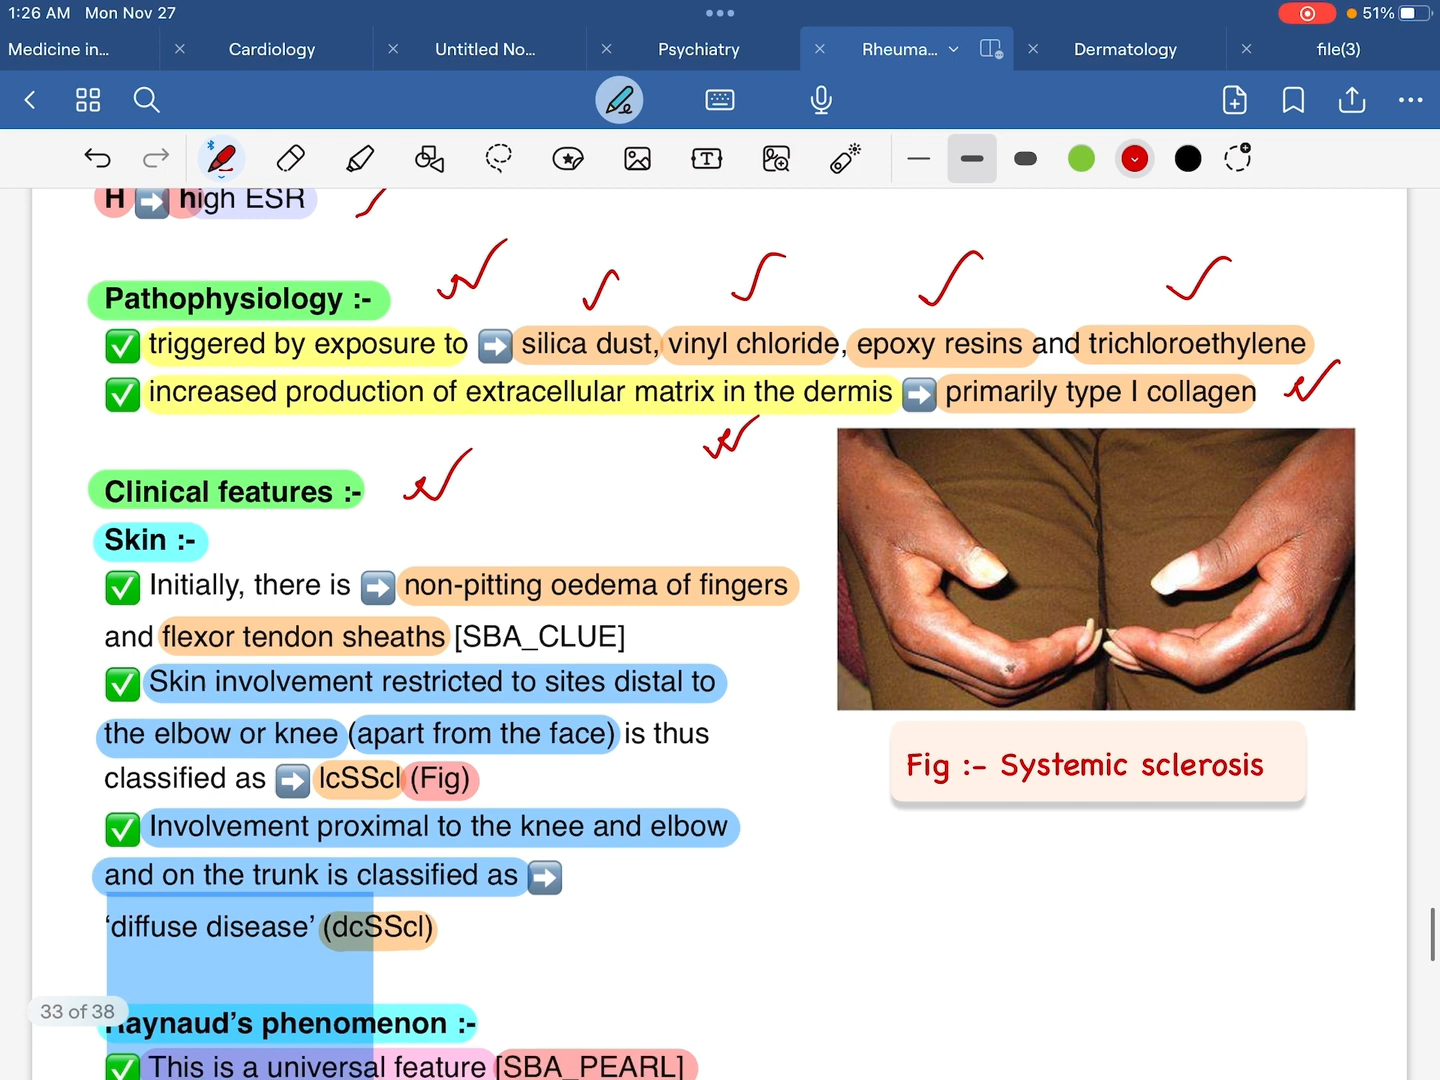 1:26 AM Mon Nov 27
51%
Medicine in...
Cardiology
Untitled No...
Psychiatry
Rheuma...
Dermatology
file(3)
H ➡ high ESR
Pathophysiology :-
✅ triggered by exposure to ➡ silica dust, vinyl chloride, epoxy resins and trichloroethylene
✅ increased production of extracellular matrix in the dermis ➡ primarily type I collagen
Clinical features :-
Skin :-
✅ Initially, there is ➡ non-pitting oedema of fingers
and flexor tendon sheaths [SBA_CLUE]
✅ Skin involvement restricted to sites distal to
the elbow or knee (apart from the face) is thus
classified as ➡ lcSScl (Fig)
✅ Involvement proximal to the knee and elbow
and on the trunk is classified as ➡
‘diffuse disease’ (dcSScl)
Fig :- Systemic sclerosis
33 of 38
Raynaud’s phenomenon :-
✅ This is a universal feature [SBA_PEARL]